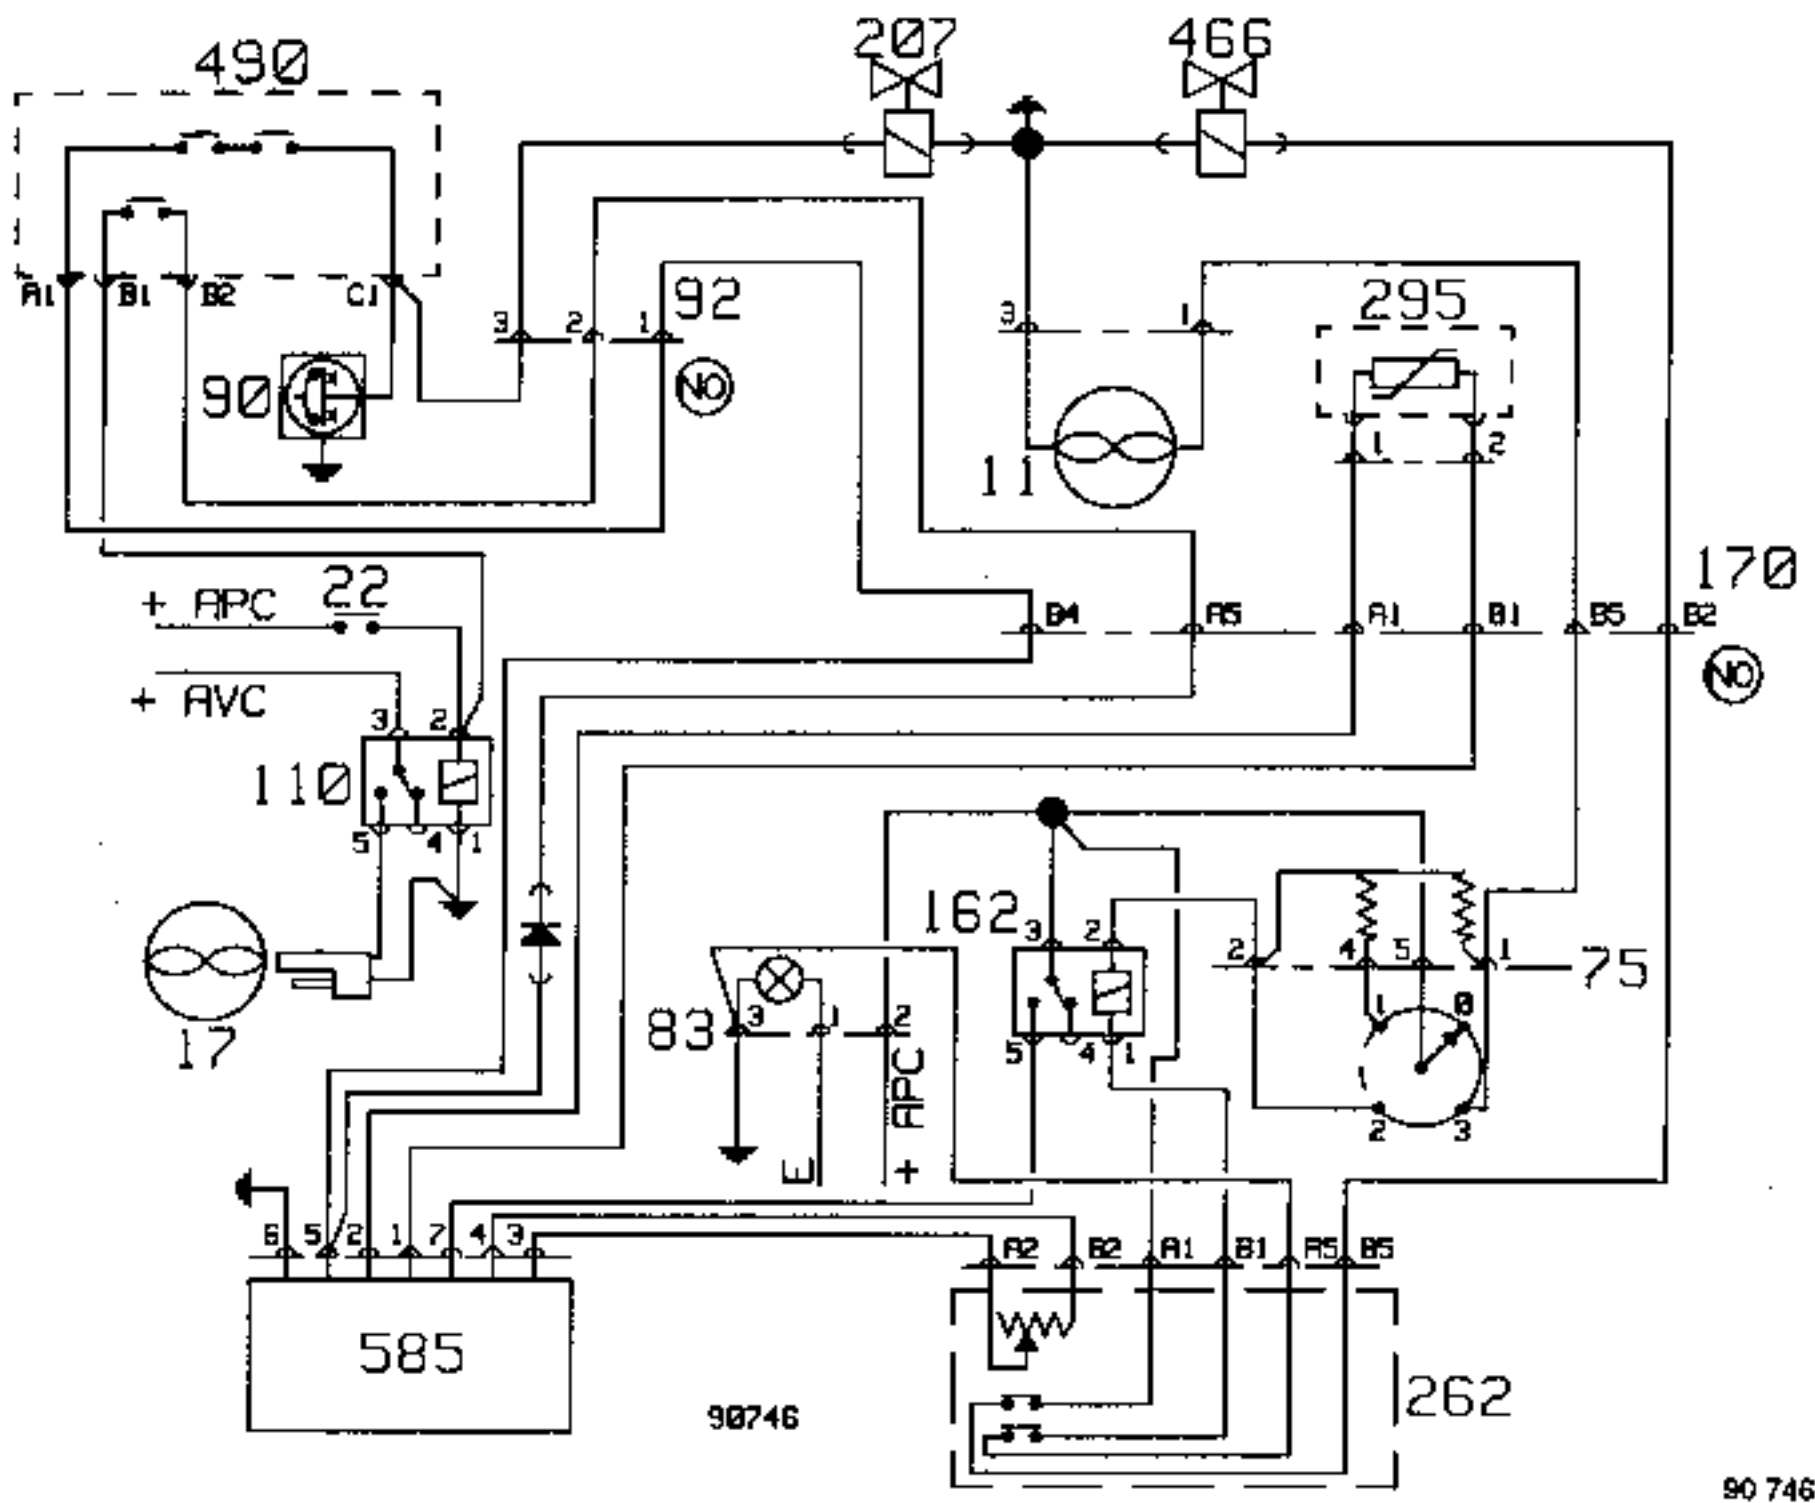 207 466
490
A1 B1 B2 C1
3 2 1 92
NO
90
3 1
295
1 2
11
170
+ APC 22
B4 A5 A1 B1 B5 B2
NO
+ AVC
3 2
110
5 4 1
162 3 2
2 4 5 1 75
17
83 3 1 2
5 4 1
1 0
2 3
E + APC
6 5 2 1 7 4 3
A2 B2 A1 B1 A5 B5
585
262
90746
90 746